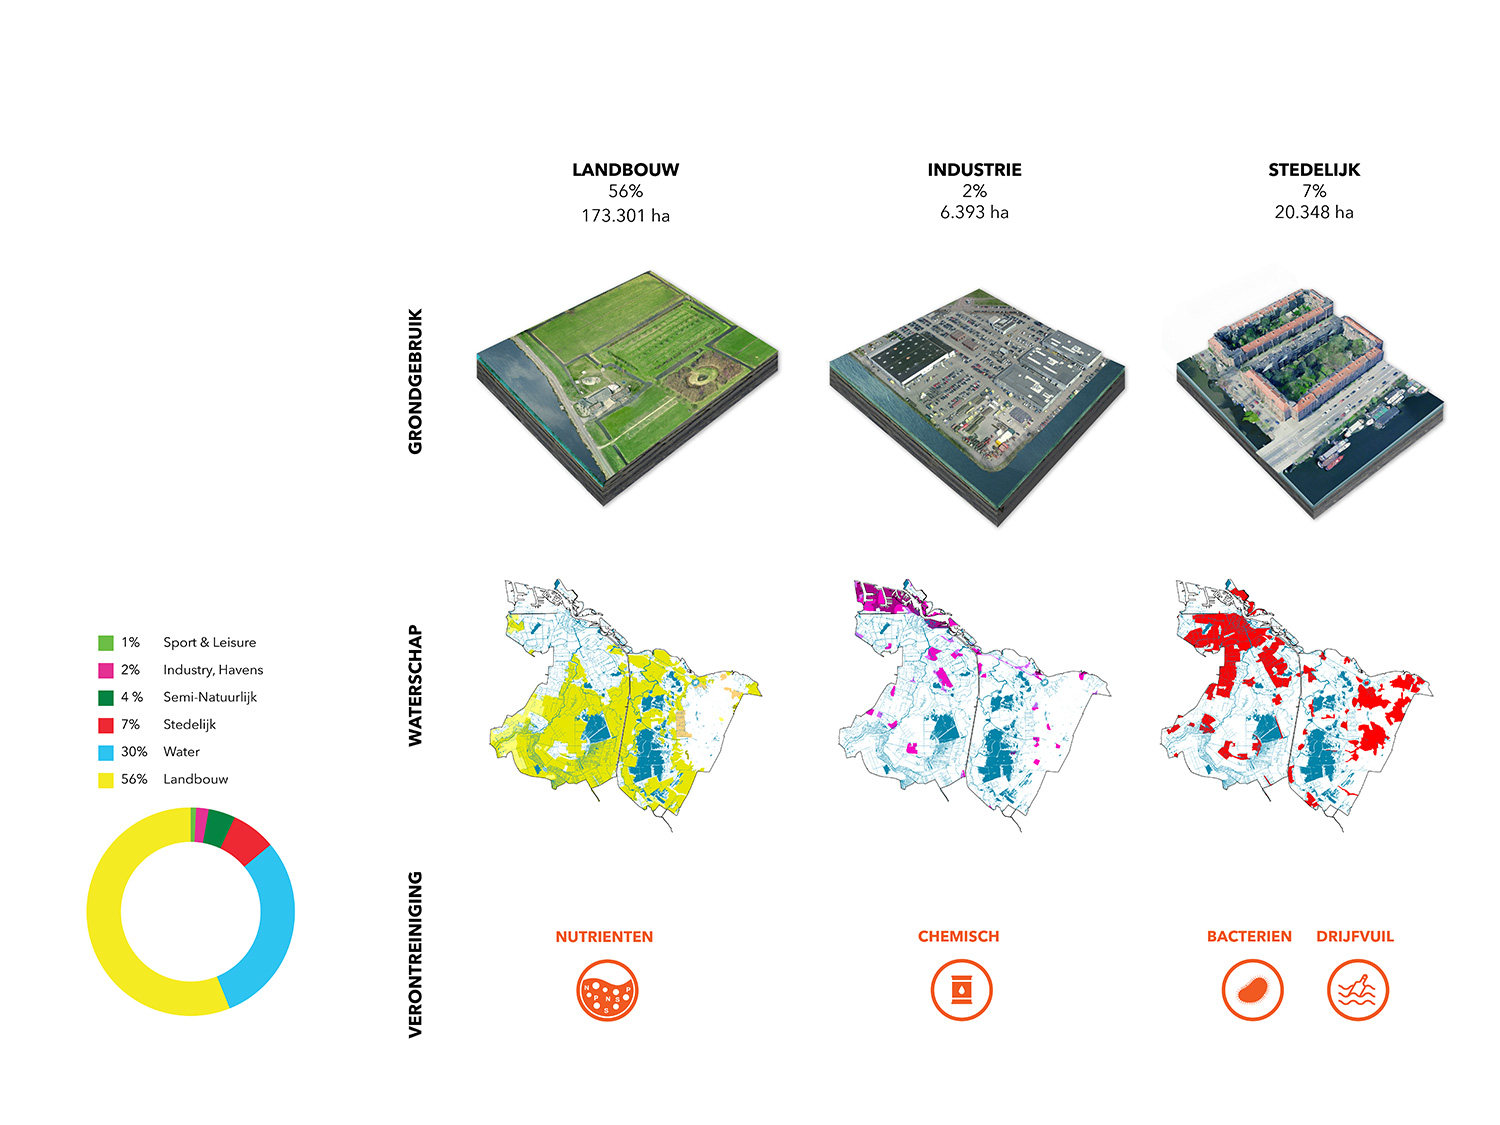 LANDBOUW
56%
173.301 ha
INDUSTRIE
2%
6.393 ha
STEDELIJK
7%
20.348 ha
GRONDGEBRUIK
WATERSCHAP
1% Sport & Leisure
2% Industry, Havens
4 % Semi-Natuurlijk
7% Stedelijk
30% Water
56% Landbouw
VERONTREINIGING
NUTRIENTEN
N P N S P S
CHEMISCH
BACTERIEN
DRIJFVUIL